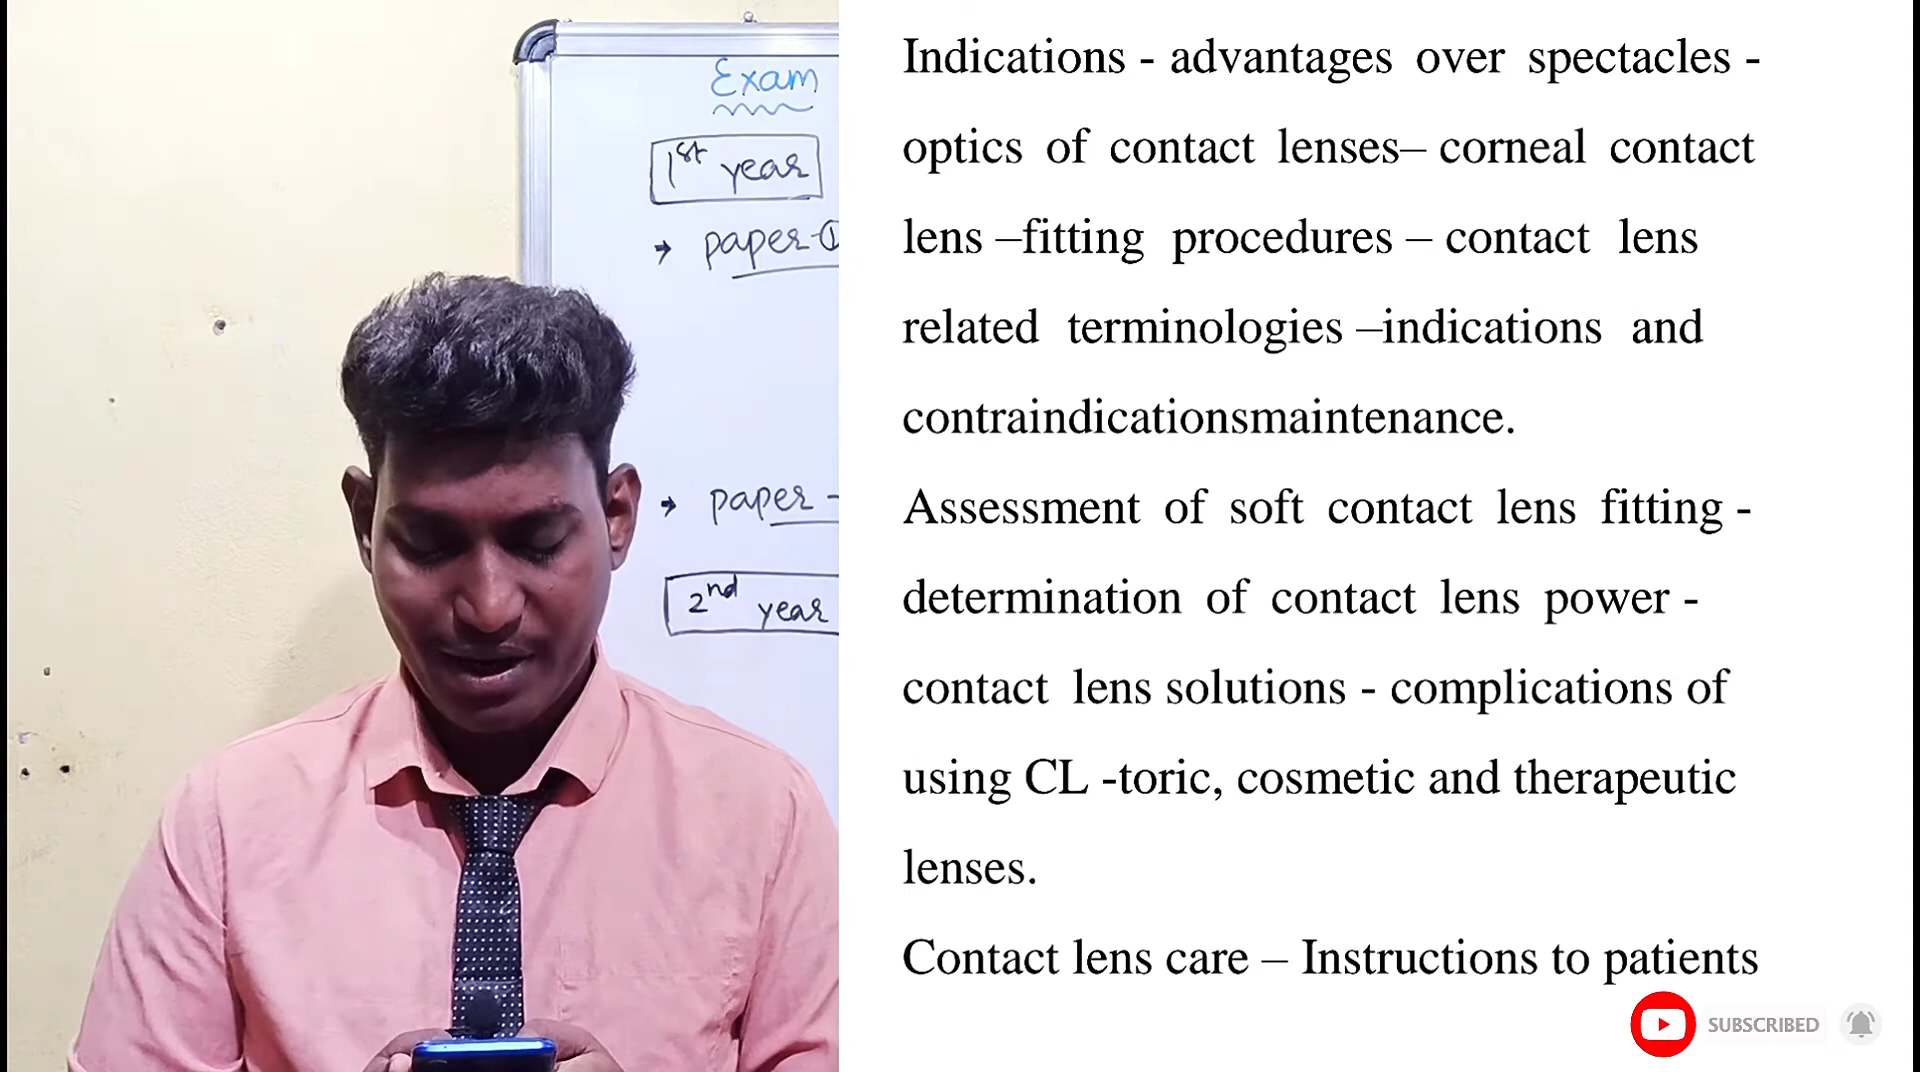 Exam
1st year
→ paper-①
→ paper -
2nd year
Indications - advantages over spectacles -
optics of contact lenses– corneal contact
lens –fitting procedures – contact lens
related terminologies –indications and
contraindicationsmaintenance.
Assessment of soft contact lens fitting -
determination of contact lens power -
contact lens solutions - complications of
using CL -toric, cosmetic and therapeutic
lenses.
Contact lens care – Instructions to patients
SUBSCRIBED